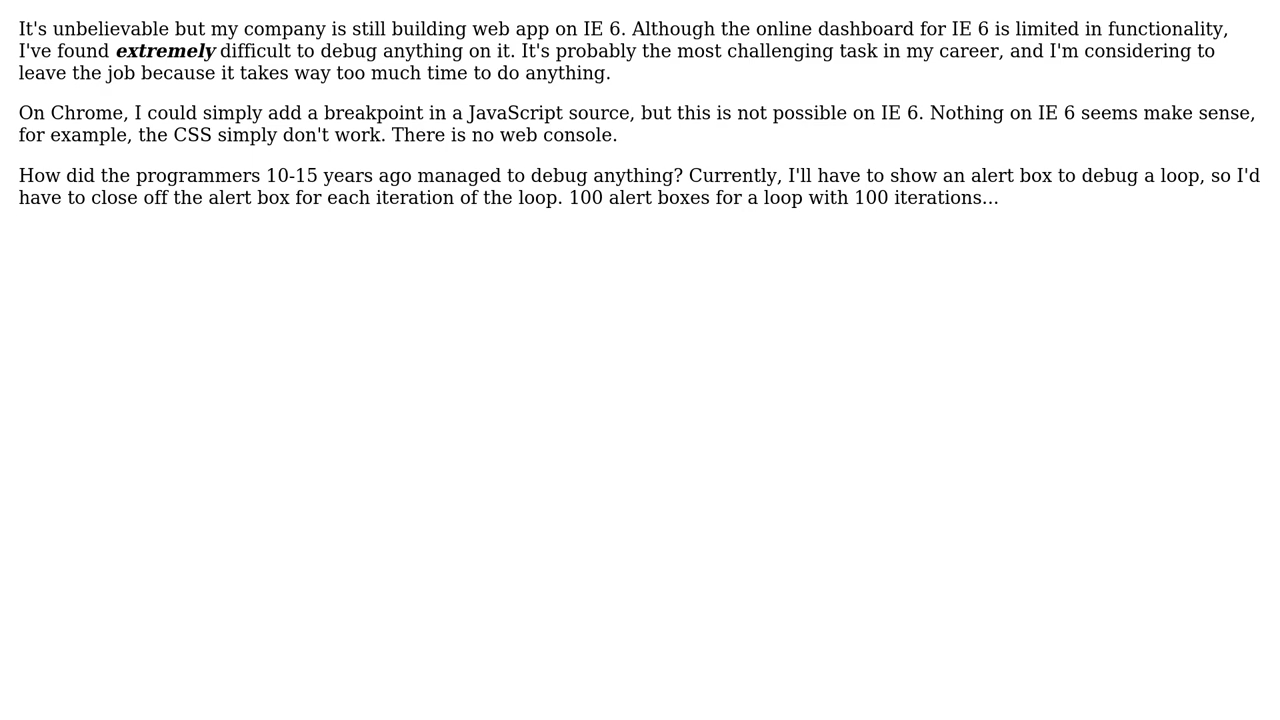 It's unbelievable but my company is still building web app on IE 6. Although the online dashboard for IE 6 is limited in functionality,
I've found extremely difficult to debug anything on it. It's probably the most challenging task in my career, and I'm considering to
leave the job because it takes way too much time to do anything.
On Chrome, I could simply add a breakpoint in a JavaScript source, but this is not possible on IE 6. Nothing on IE 6 seems make sense,
for example, the CSS simply don't work. There is no web console.
How did the programmers 10-15 years ago managed to debug anything? Currently, I'll have to show an alert box to debug a loop, so I'd
have to close off the alert box for each iteration of the loop. 100 alert boxes for a loop with 100 iterations...